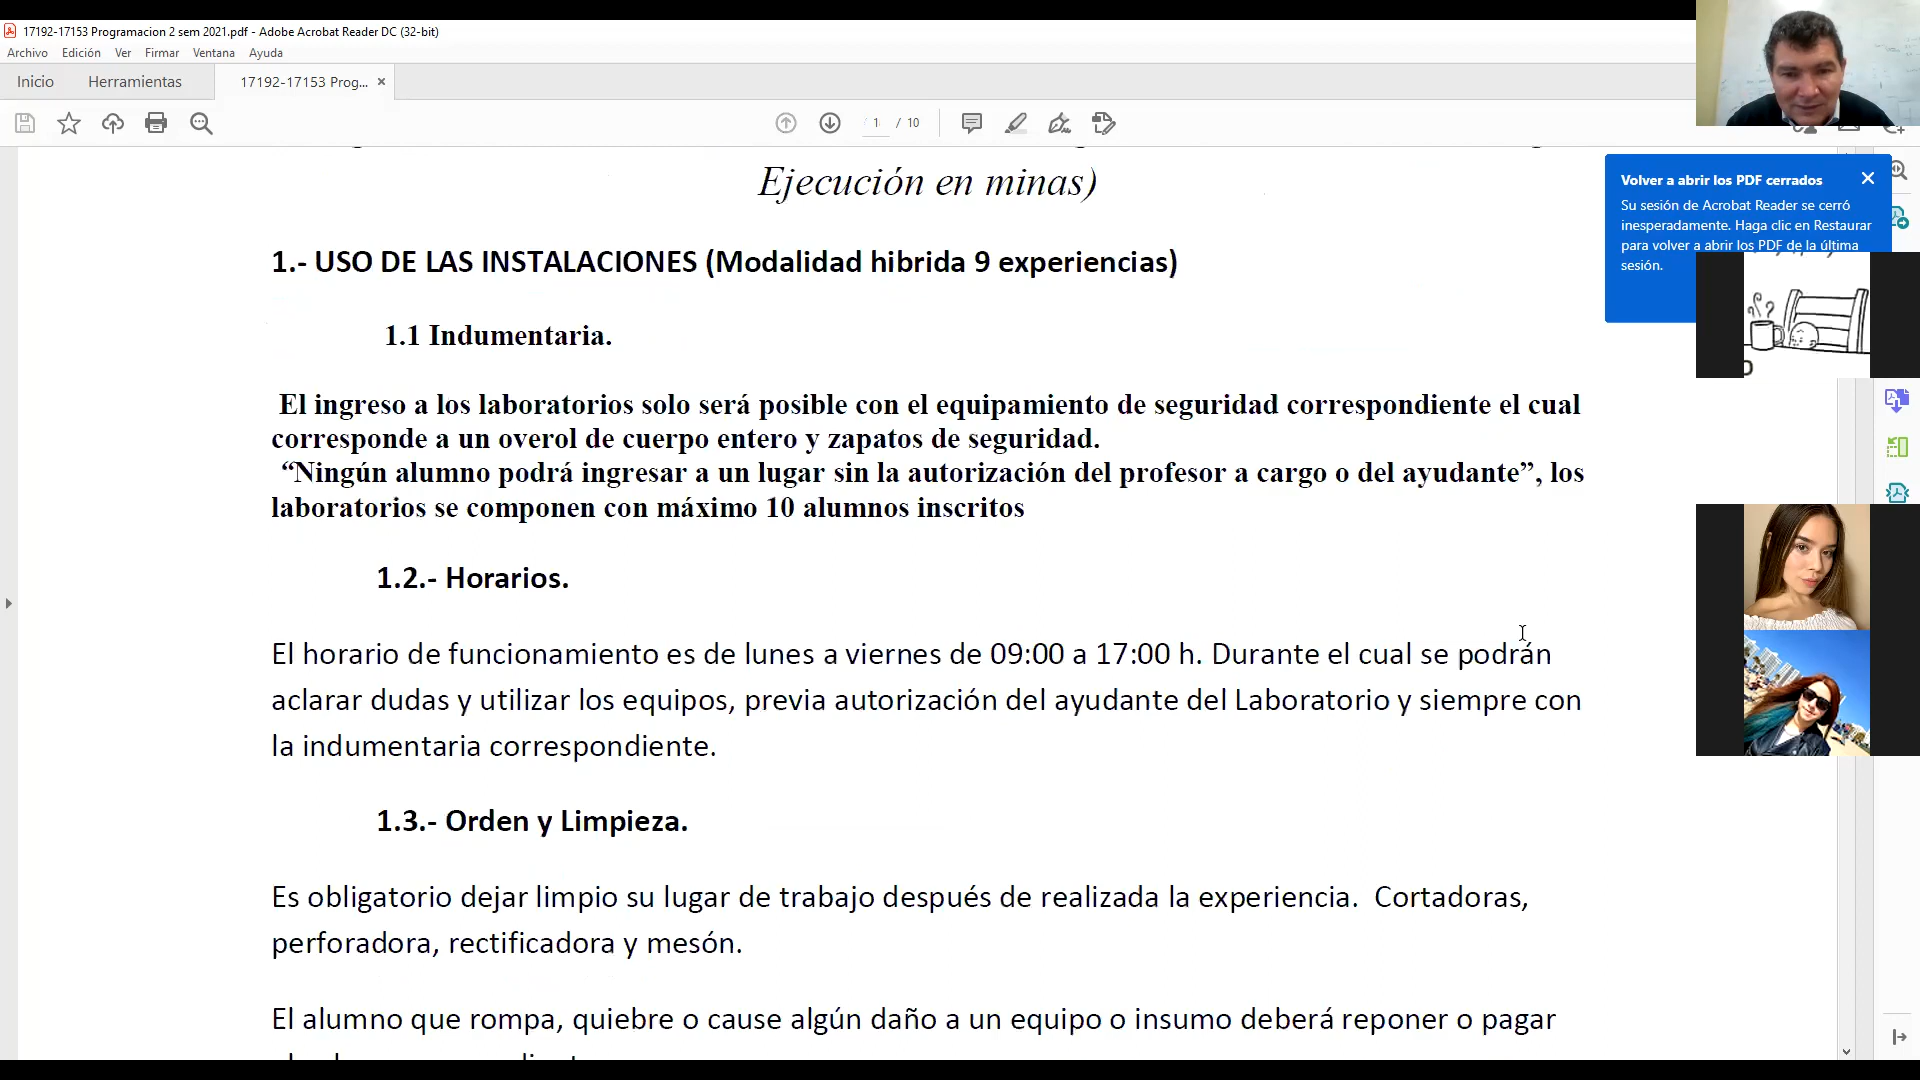 17192-17153 Programacion 2 sem 2021.pdf - Adobe Acrobat Reader DC (32-bit)
Archivo Edición Ver Firmar Ventana Ayuda
Inicio Herramientas 17192-17153 Prog... ×
1 / 10
Ejecución en minas)
1.- USO DE LAS INSTALACIONES (Modalidad hibrida 9 experiencias)
1.1 Indumentaria.
El ingreso a los laboratorios solo será posible con el equipamiento de seguridad correspondiente el cual
corresponde a un overol de cuerpo entero y zapatos de seguridad.
“Ningún alumno podrá ingresar a un lugar sin la autorización del profesor a cargo o del ayudante”, los
laboratorios se componen con máximo 10 alumnos inscritos
1.2.- Horarios.
El horario de funcionamiento es de lunes a viernes de 09:00 a 17:00 h. Durante el cual se podrán
aclarar dudas y utilizar los equipos, previa autorización del ayudante del Laboratorio y siempre con
la indumentaria correspondiente.
1.3.- Orden y Limpieza.
Es obligatorio dejar limpio su lugar de trabajo después de realizada la experiencia. Cortadoras,
perforadora, rectificadora y mesón.
El alumno que rompa, quiebre o cause algún daño a un equipo o insumo deberá reponer o pagar
Volver a abrir los PDF cerrados
Su sesión de Acrobat Reader se cerró
inesperadamente. Haga clic en Restaurar
para volver a abrir los PDF de la última
sesión.